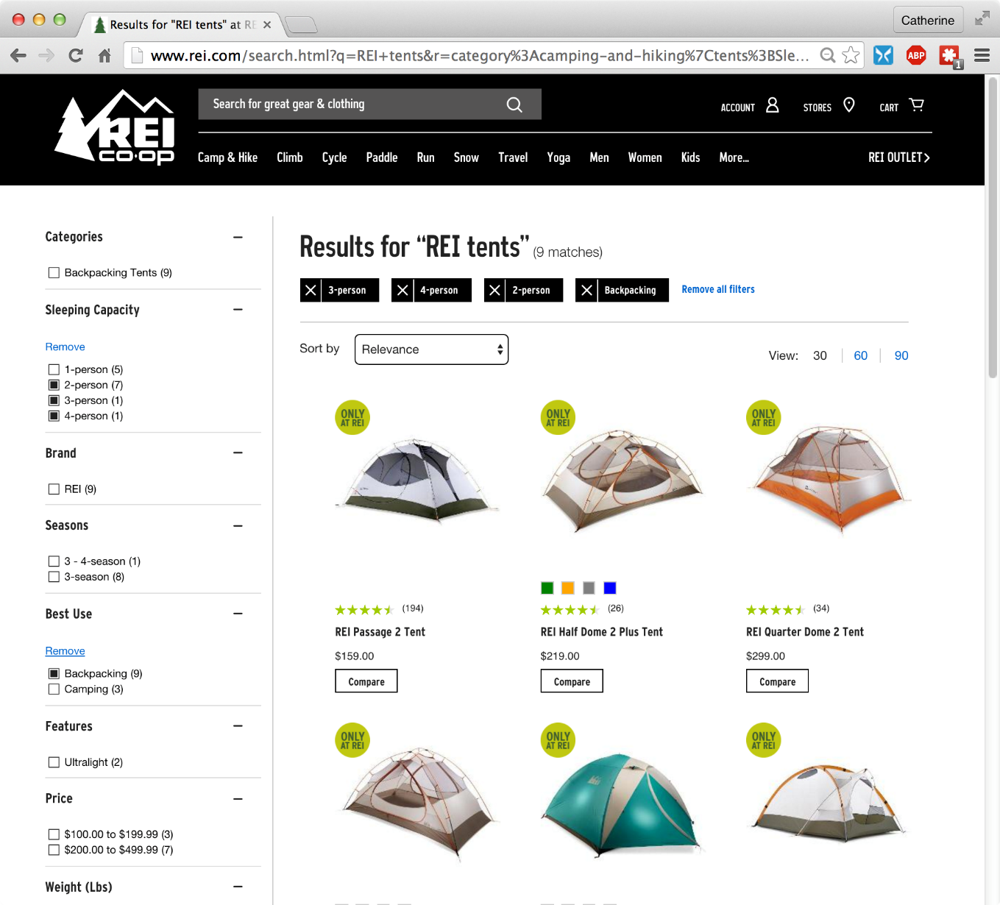 Results for "REI tents" at RE
Catherine
www.rei.com/search.html?q=REI+tents&r=category%3Acamping-and-hiking%7Ctents%3BSle...
ABP
1
REI
CO·OP
Search for great gear & clothing
ACCOUNT
STORES
CART
Camp & Hike
Climb
Cycle
Paddle
Run
Snow
Travel
Yoga
Men
Women
Kids
More...
REI OUTLET
Categories
Backpacking Tents (9)
Sleeping Capacity
Remove
1-person (5)
2-person (7)
3-person (1)
4-person (1)
Brand
REI (9)
Seasons
3 - 4-season (1)
3-season (8)
Best Use
Remove
Backpacking (9)
Camping (3)
Features
Ultralight (2)
Price
$100.00 to $199.99 (3)
$200.00 to $499.99 (7)
Weight (Lbs)
Results for “REI tents” (9 matches)
3-person
4-person
2-person
Backpacking
Remove all filters
Sort by
Relevance
View: 30 60 90
ONLY
AT REI
ONLY
AT REI
ONLY
AT REI
(194)
(26)
(34)
REI Passage 2 Tent
REI Half Dome 2 Plus Tent
REI Quarter Dome 2 Tent
$159.00
$219.00
$299.00
Compare
Compare
Compare
ONLY
AT REI
ONLY
AT REI
ONLY
AT REI